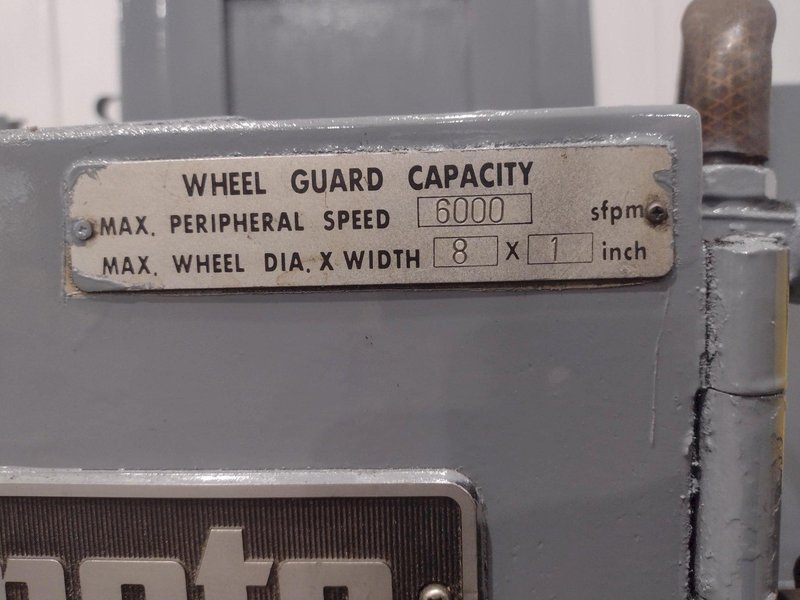 WHEEL GUARD CAPACITY
MAX. PERIPHERAL SPEED 6000 sfpm
MAX. WHEEL DIA. X WIDTH 8 X 1 inch